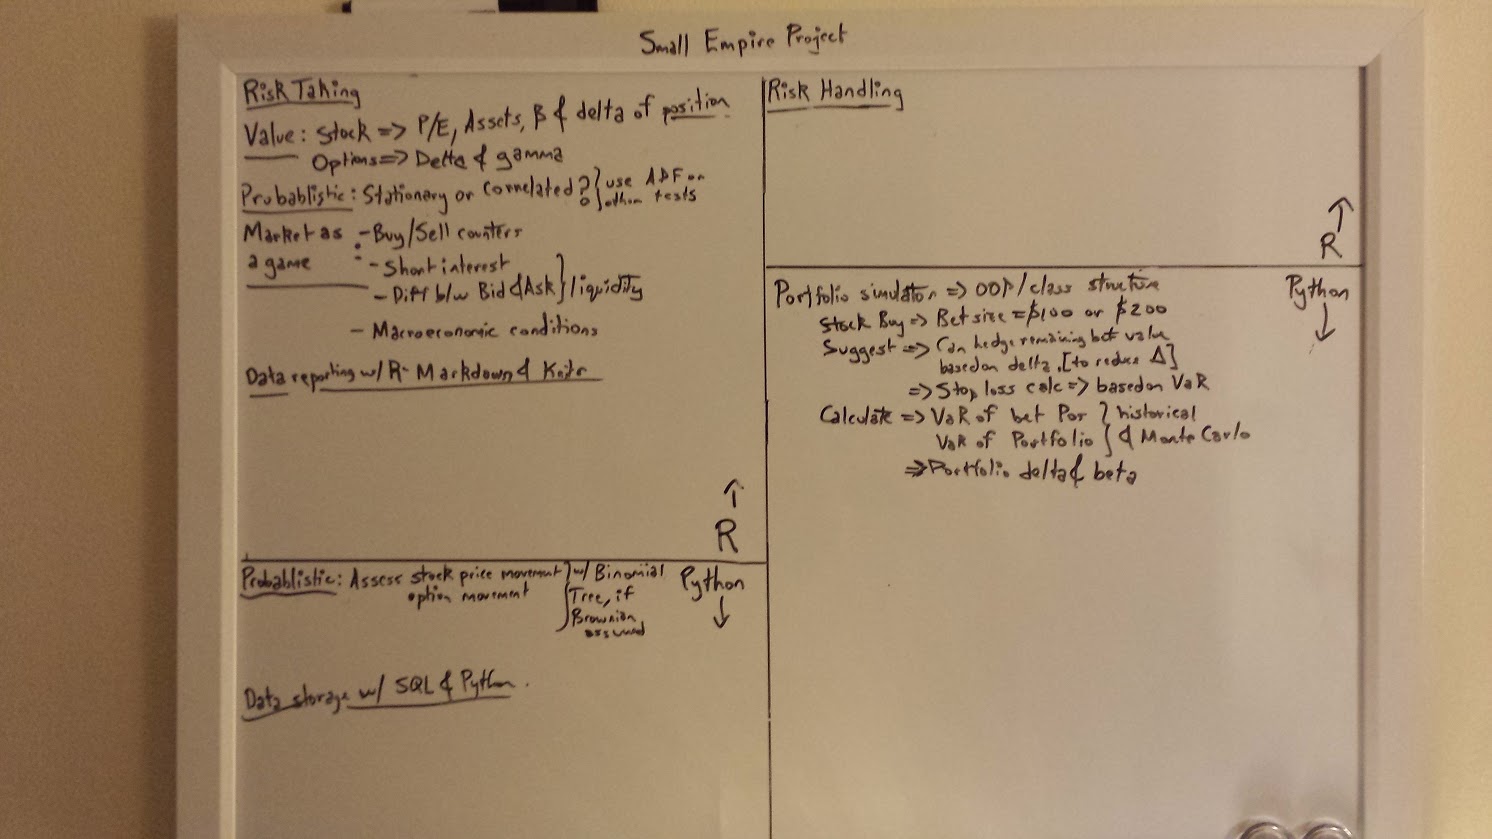 Small Empire Project
Risk Taking
Value: Stock => P/E, Assets, β & delta of position
Options => Delta & gamma
Probablistic: Stationary or Correlated? } use ADF or other tests
Market as a game : - Buy/Sell counters
- Short interest
- Diff b/w Bid & Ask } liquidity
- Macroeconomic conditions
Data reporting w/ R-Markdown & Knitr
↑
R
Probablistic: Assess stock price movement } w/ Binomial
option movement Tree, if
Brownian
assumed
Python
↓
Data storage w/ SQL & Python.
Risk Handling
↑
R
Python
↓
Portfolio simulator => OOP/class structure
Stock Buy => Bet size = $100 or $200
Suggest => Can hedge remaining bet value
based on delta. [to reduce Δ]
=> Stop loss calc => based on VaR
Calculate => VaR of bet Por } historical
VaR of Portfolio } & Monte Carlo
=> Portfolio delta & beta